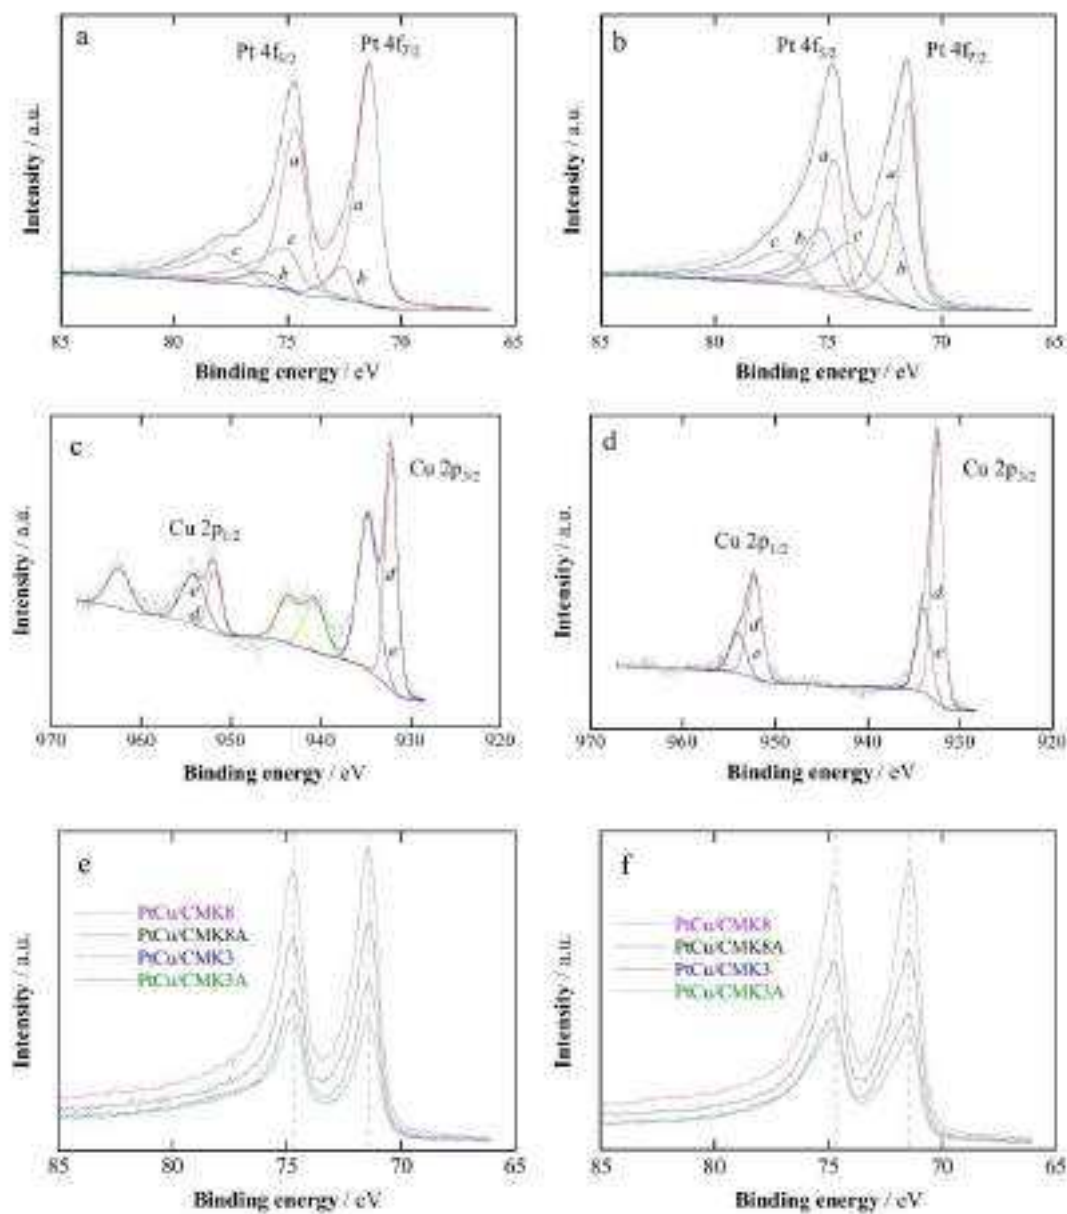 a
Pt 4f5/2
Pt 4f7/2
a
c
c
b
a
b
Intensity / a.u.
85
80
75
70
65
Binding energy / eV
b
Pt 4f5/2
Pt 4f7/2
a
a
c
b
c
b
Intensity / a.u.
85
80
75
70
65
Binding energy / eV
c
Cu 2p3/2
Cu 2p1/2
e
d
d
e
Intensity / a.u.
970
960
950
940
930
920
Binding energy / eV
d
Cu 2p3/2
Cu 2p1/2
d
e
d
e
Intensity / a.u.
970
960
950
940
930
920
Binding energy / eV
e
PtCu/CMK8
PtCu/CMK8A
PtCu/CMK3
PtCu/CMK3A
Intensity / a.u.
85
80
75
70
65
Binding energy / eV
f
PtCu/CMK8
PtCu/CMK8A
PtCu/CMK3
PtCu/CMK3A
Intensity / a.u.
85
80
75
70
65
Binding energy / eV